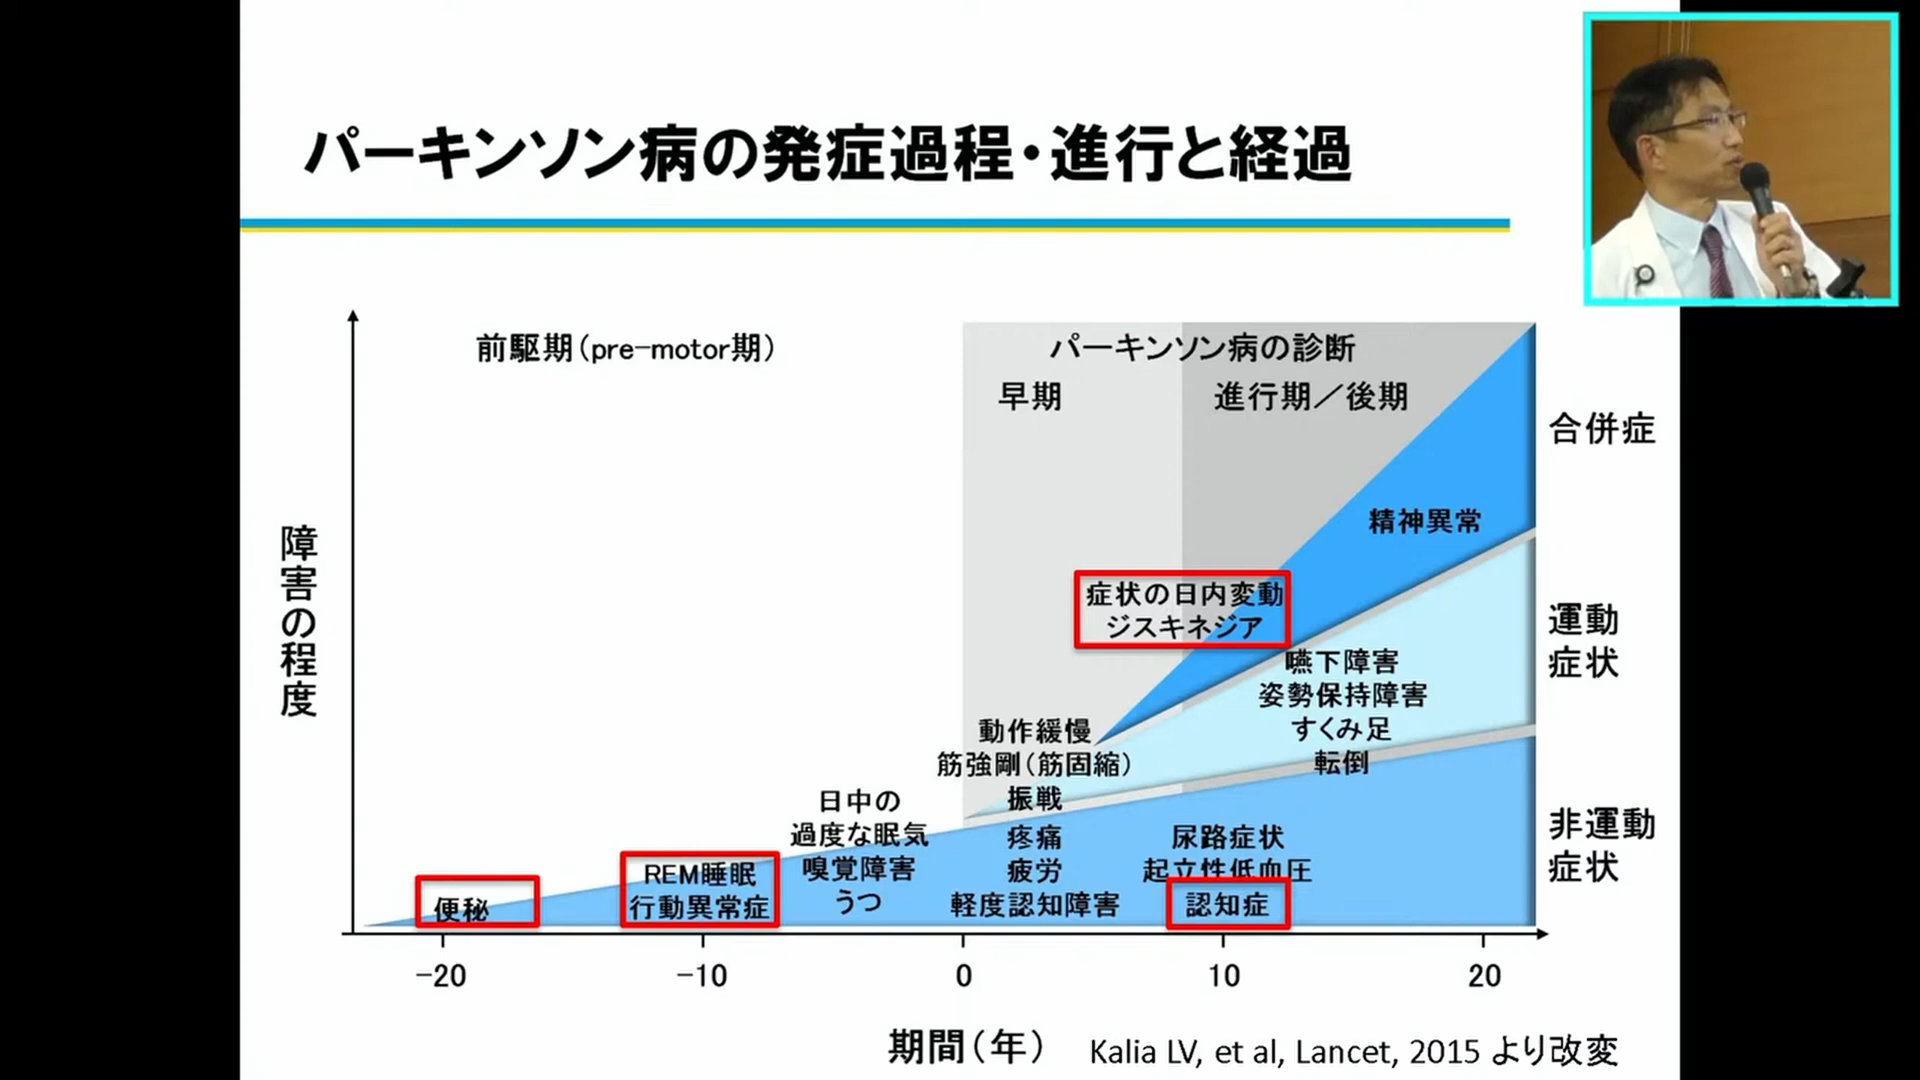 パーキンソン病の発症過程・進行と経過
前駆期（pre-motor期）
パーキンソン病の診断
早期
進行期／後期
合併症
精神異常
障害の程度
症状の日内変動
ジスキネジア
運動
症状
嚥下障害
姿勢保持障害
すくみ足
転倒
動作緩慢
筋強剛（筋固縮）
振戦
日中の
過度な眠気
嗅覚障害
うつ
疼痛
疲労
軽度認知障害
尿路症状
起立性低血圧
認知症
非運動
症状
REM睡眠
行動異常症
便秘
-20
-10
0
10
20
期間（年）
Kalia LV, et al, Lancet, 2015 より改変